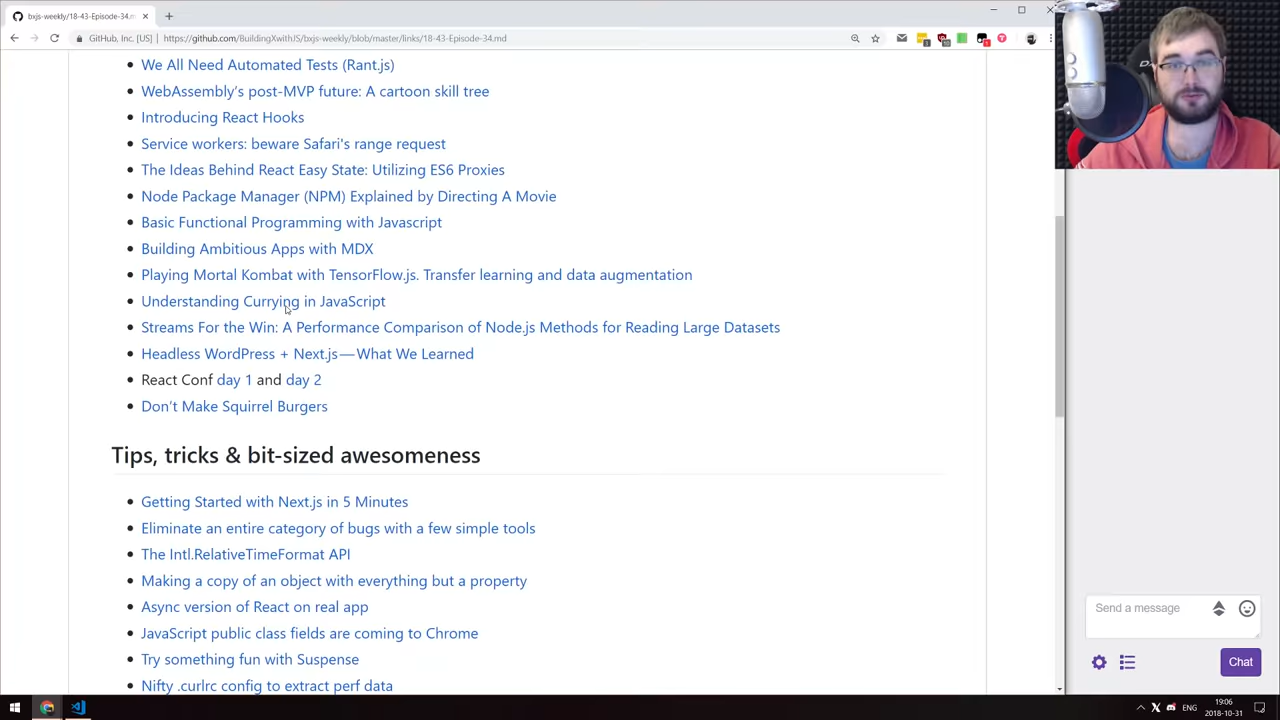 bxjs-weekly/18-43-Episode-34.m
GitHub, Inc. [US] | https://github.com/BuildingXwithJS/bxjs-weekly/blob/master/links/18-43-Episode-34.md
We All Need Automated Tests (Rant.js)
WebAssembly's post-MVP future: A cartoon skill tree
Introducing React Hooks
Service workers: beware Safari's range request
The Ideas Behind React Easy State: Utilizing ES6 Proxies
Node Package Manager (NPM) Explained by Directing A Movie
Basic Functional Programming with Javascript
Building Ambitious Apps with MDX
Playing Mortal Kombat with TensorFlow.js. Transfer learning and data augmentation
Understanding Currying in JavaScript
Streams For the Win: A Performance Comparison of Node.js Methods for Reading Large Datasets
Headless WordPress + Next.js — What We Learned
React Conf day 1 and day 2
Don't Make Squirrel Burgers
Tips, tricks & bit-sized awesomeness
Getting Started with Next.js in 5 Minutes
Eliminate an entire category of bugs with a few simple tools
The Intl.RelativeTimeFormat API
Making a copy of an object with everything but a property
Async version of React on real app
JavaScript public class fields are coming to Chrome
Try something fun with Suspense
Nifty .curlrc config to extract perf data
Send a message
Chat
ENG
19:06
2018-10-31